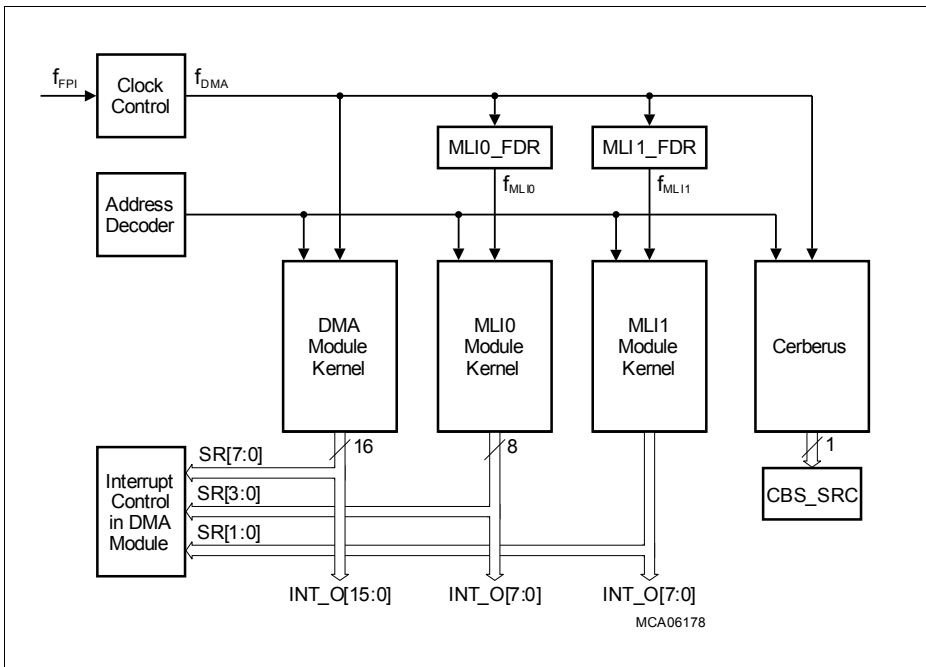 fFPI
Clock
Control
fDMA
MLI0_FDR
MLI1_FDR
fMLI0
fMLI1
Address
Decoder
DMA
Module
Kernel
MLI0
Module
Kernel
MLI1
Module
Kernel
Cerberus
16
8
1
SR[7:0]
SR[3:0]
SR[1:0]
Interrupt
Control
in DMA
Module
CBS_SRC
INT_O[15:0]
INT_O[7:0]
INT_O[7:0]
MCA06178